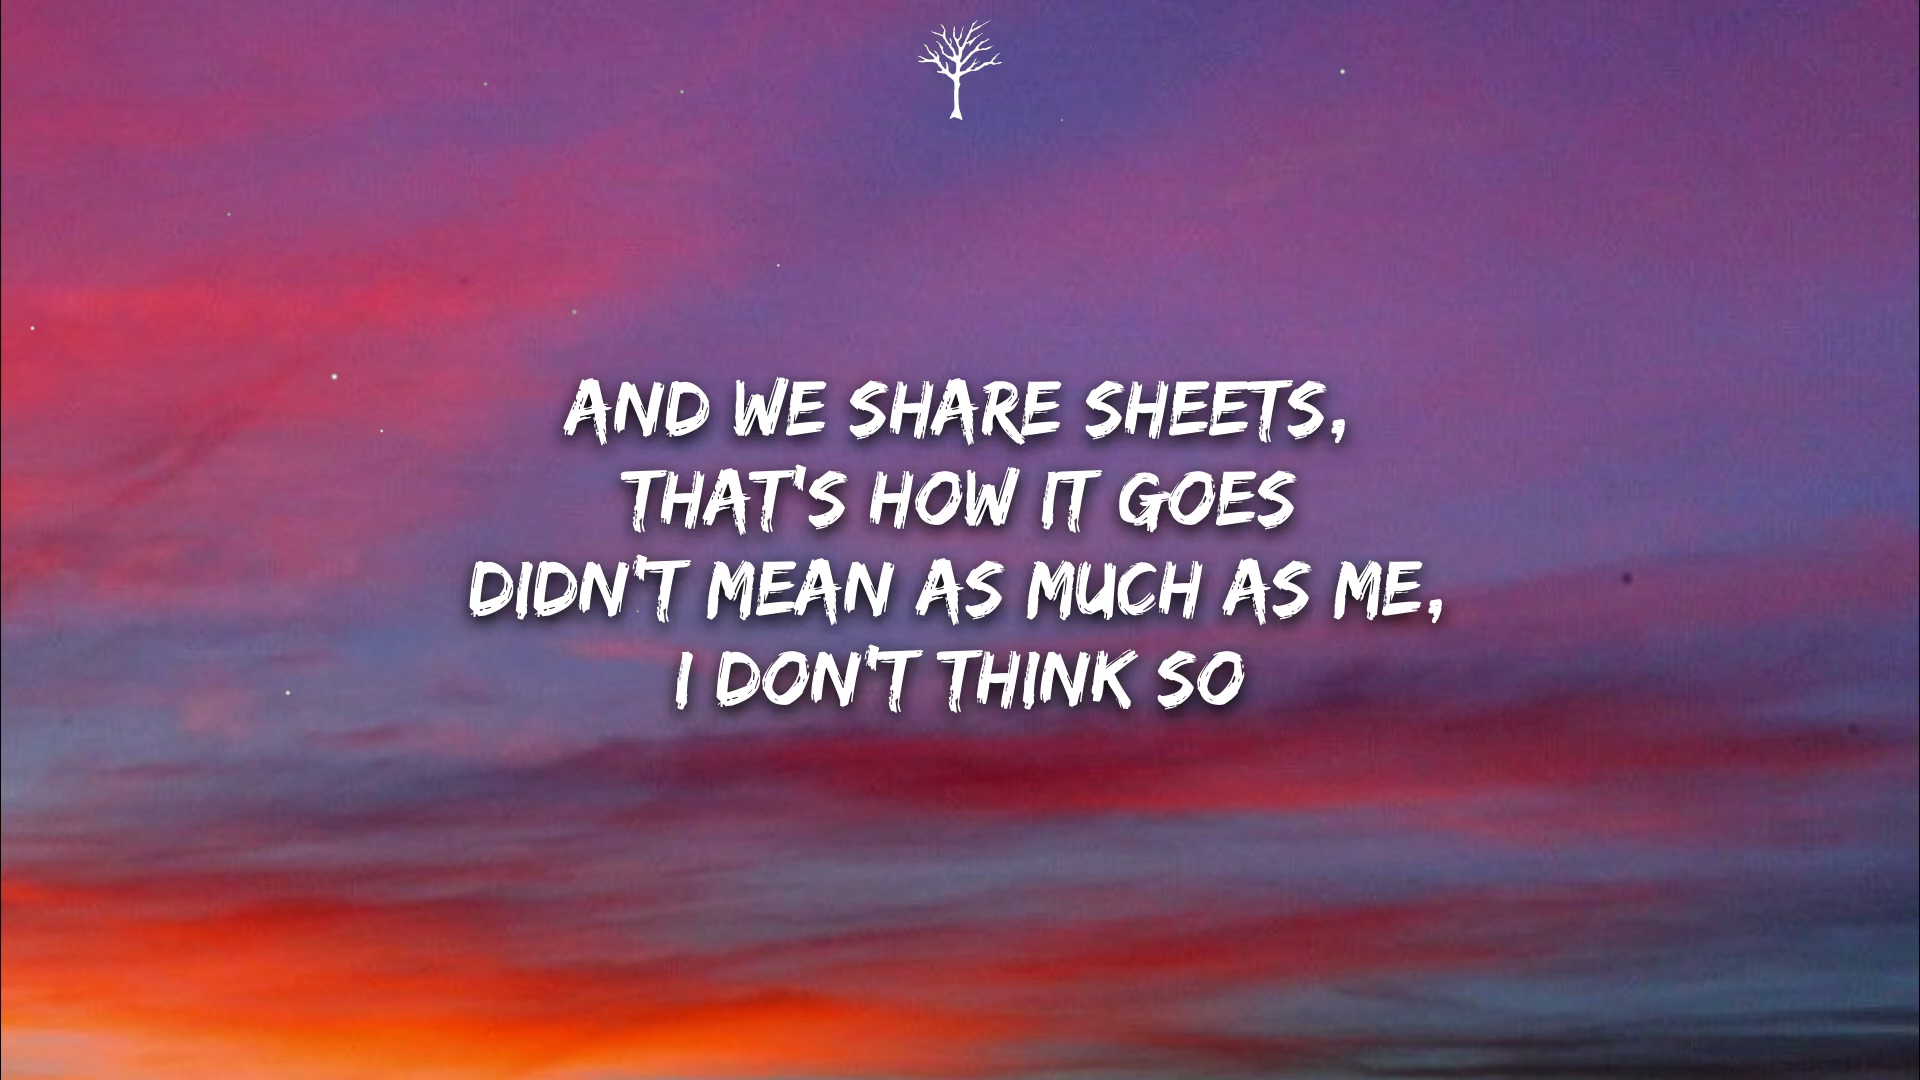 AND WE SHARE SHEETS,
THAT'S HOW IT GOES
DIDN'T MEAN AS MUCH AS ME,
I DON'T THINK SO